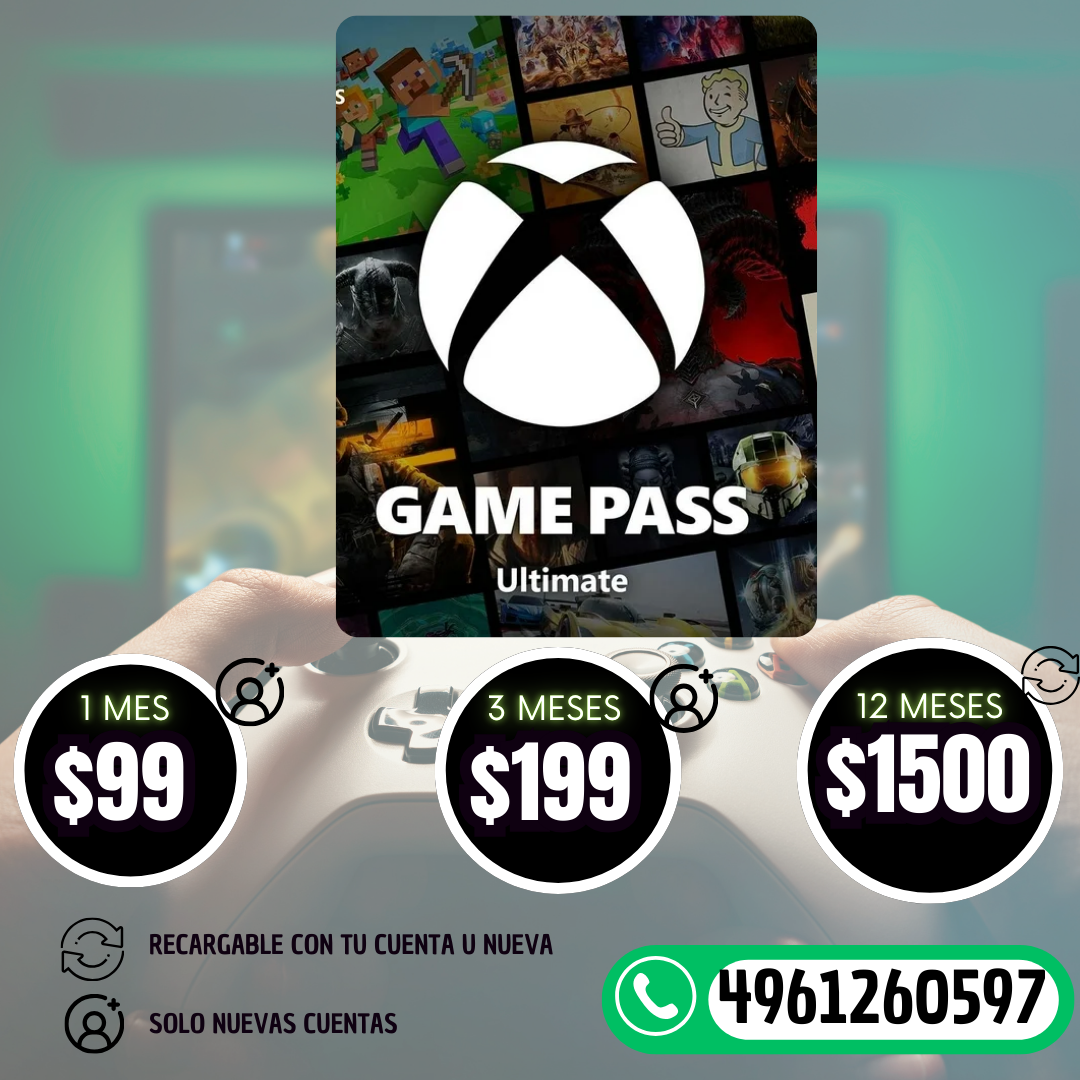 S
GAME PASS
Ultimate
1 MES
$99
3 MESES
$199
12 MESES
$1500
RECARGABLE CON TU CUENTA U NUEVA
SOLO NUEVAS CUENTAS
4961260597